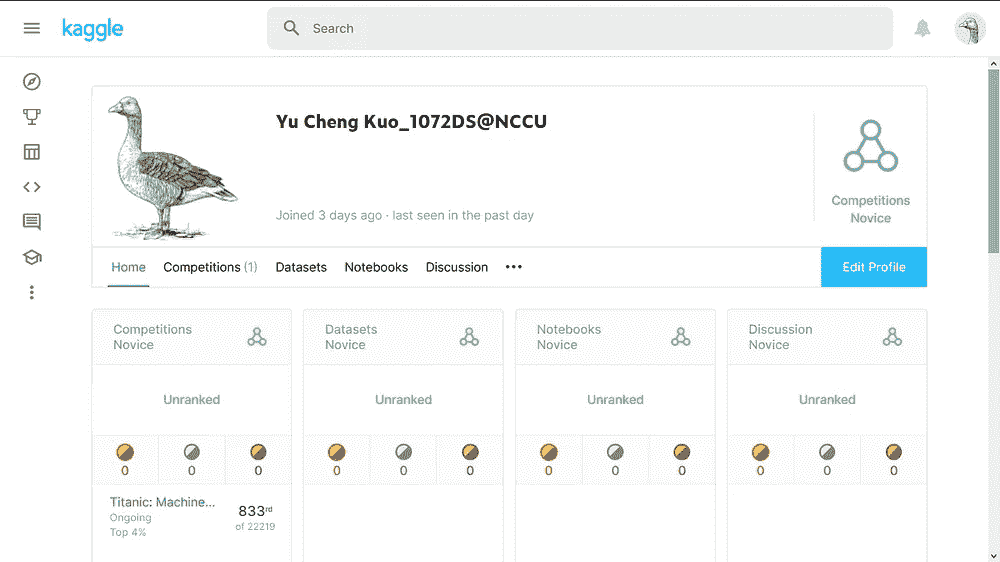 kaggle
Search
Yu Cheng Kuo_1072DS@NCCU
Joined 3 days ago · last seen in the past day
Competitions
Novice
Home
Competitions (1)
Datasets
Notebooks
Discussion
•••
Edit Profile
Competitions
Novice
Unranked
0
0
0
Titanic: Machine...
Ongoing
Top 4%
833rd
of 22219
Datasets
Novice
Unranked
0
0
0
Notebooks
Novice
Unranked
0
0
0
Discussion
Novice
Unranked
0
0
0